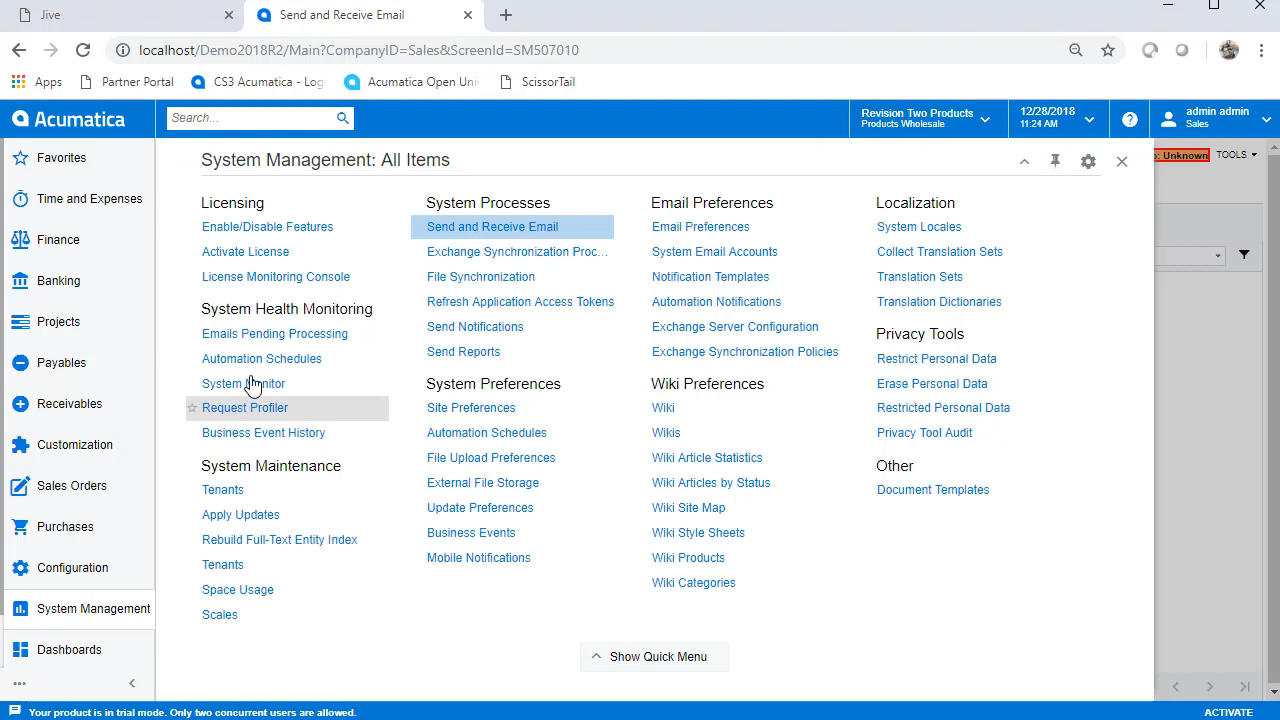 Jive
Send and Receive Email
localhost/Demo2018R2/Main?CompanyID=Sales&ScreenId=SM507010
Apps
Partner Portal
CS3 Acumatica - Log
Acumatica Open Uni
ScissorTail
Acumatica
Search...
Revision Two Products
Products Wholesale
12/28/2018
11:24 AM
admin admin
Sales
Favorites
Time and Expenses
Finance
Banking
Projects
Payables
Receivables
Customization
Sales Orders
Purchases
Configuration
System Management
Dashboards
System Management: All Items
Licensing
Enable/Disable Features
Activate License
License Monitoring Console
System Health Monitoring
Emails Pending Processing
Automation Schedules
System Monitor
Request Profiler
Business Event History
System Maintenance
Tenants
Apply Updates
Rebuild Full-Text Entity Index
Tenants
Space Usage
Scales
System Processes
Send and Receive Email
Exchange Synchronization Proc...
File Synchronization
Refresh Application Access Tokens
Send Notifications
Send Reports
System Preferences
Site Preferences
Automation Schedules
File Upload Preferences
External File Storage
Update Preferences
Business Events
Mobile Notifications
Email Preferences
Email Preferences
System Email Accounts
Notification Templates
Automation Notifications
Exchange Server Configuration
Exchange Synchronization Policies
Wiki Preferences
Wiki
Wikis
Wiki Article Statistics
Wiki Articles by Status
Wiki Site Map
Wiki Style Sheets
Wiki Products
Wiki Categories
Localization
System Locales
Collect Translation Sets
Translation Sets
Translation Dictionaries
Privacy Tools
Restrict Personal Data
Erase Personal Data
Restricted Personal Data
Privacy Tool Audit
Other
Document Templates
Show Quick Menu
: Unknown
TOOLS
Your product is in trial mode. Only two concurrent users are allowed.
ACTIVATE